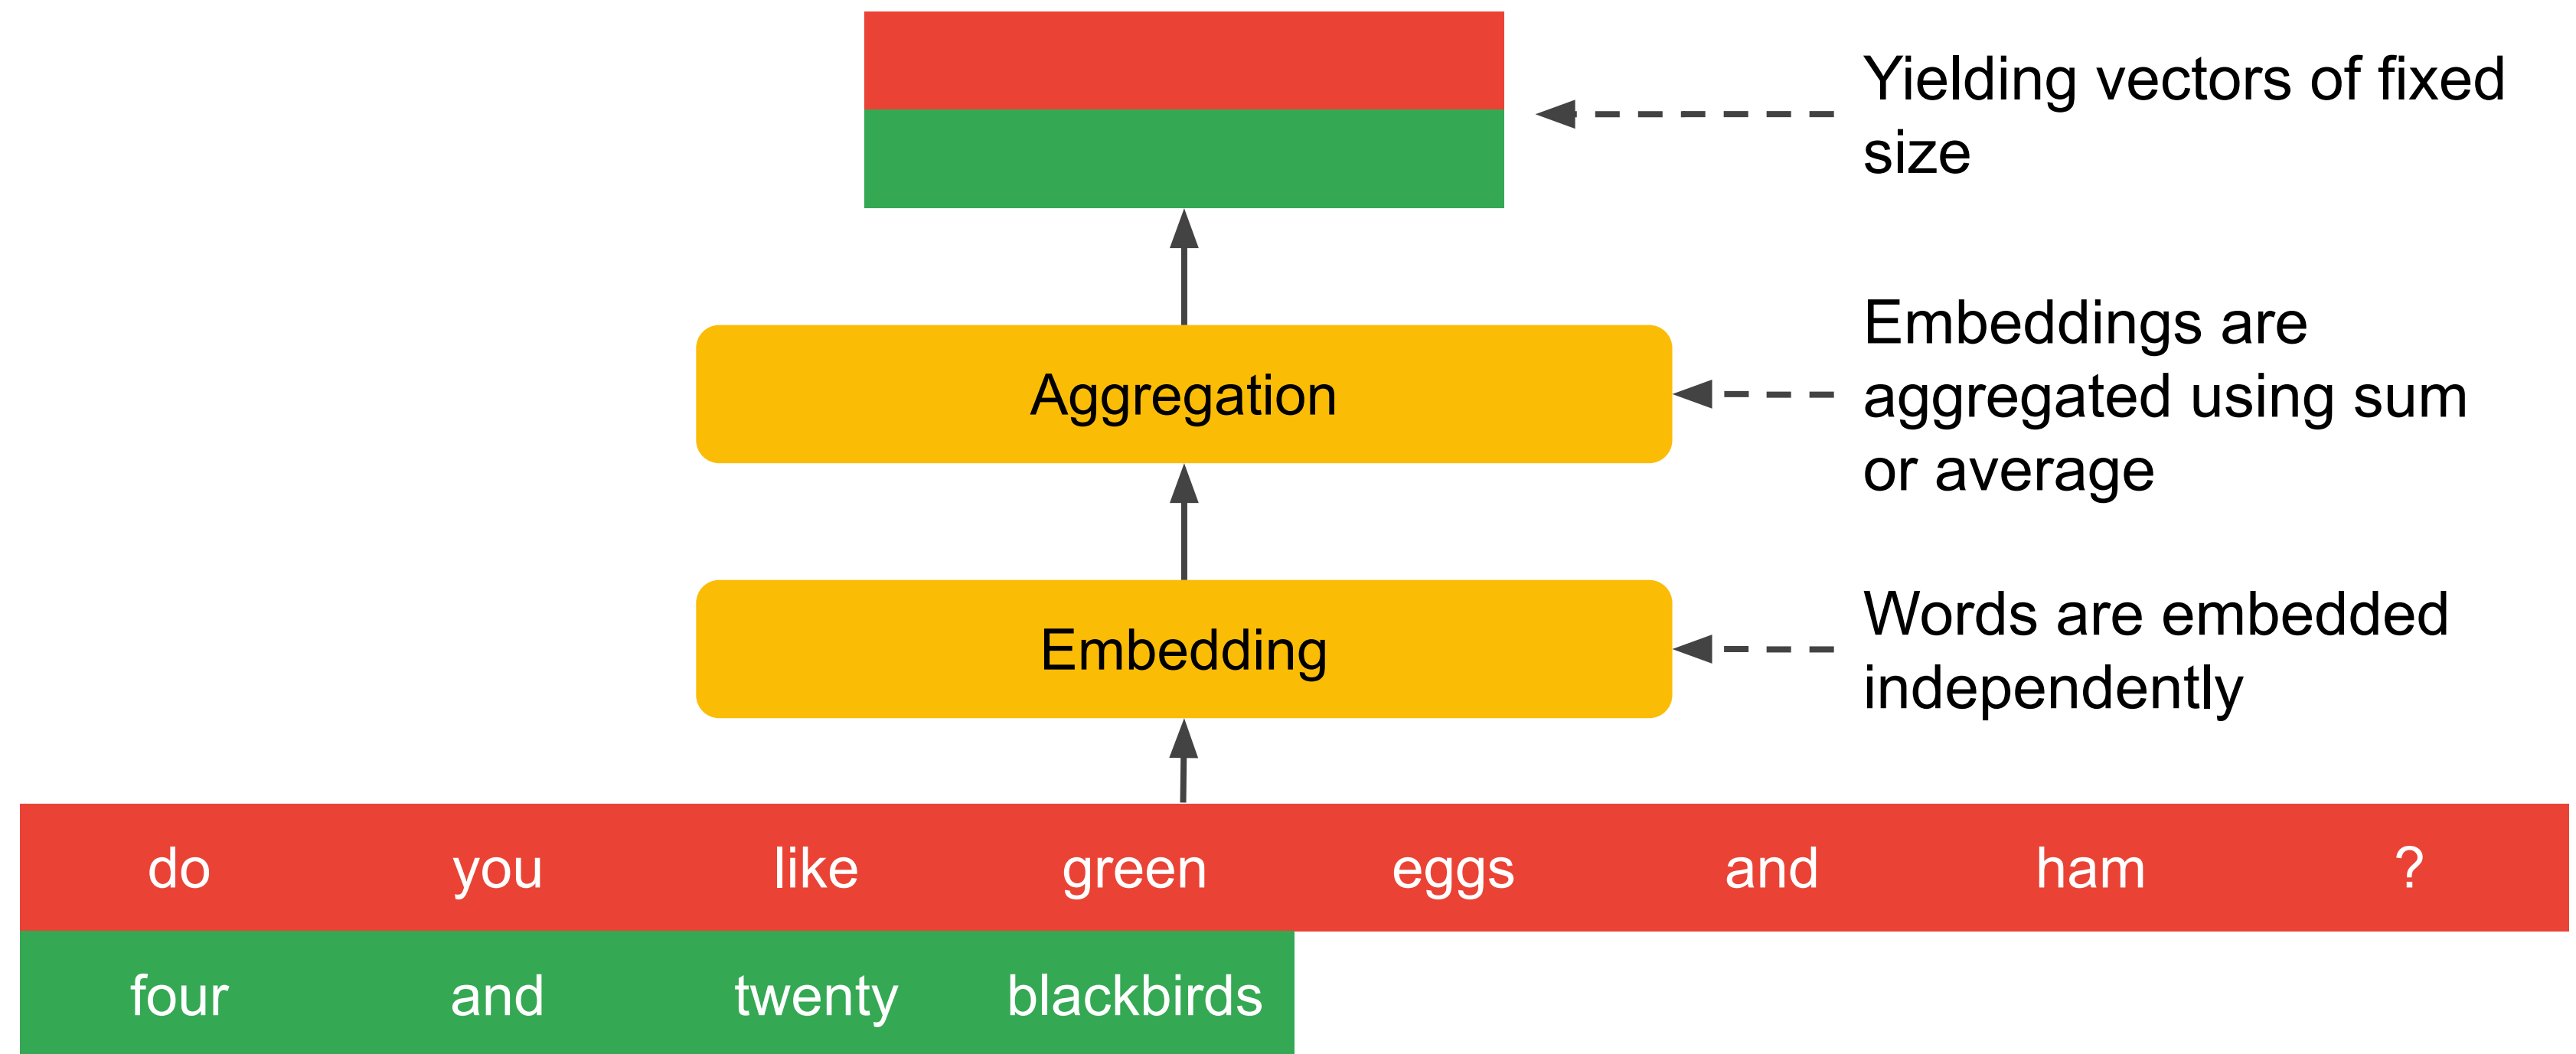 Yielding vectors of fixed
size
Embeddings are
aggregated using sum
or average
Aggregation
Words are embedded
independently
Embedding
do you like green eggs and ham ?
four and twenty blackbirds